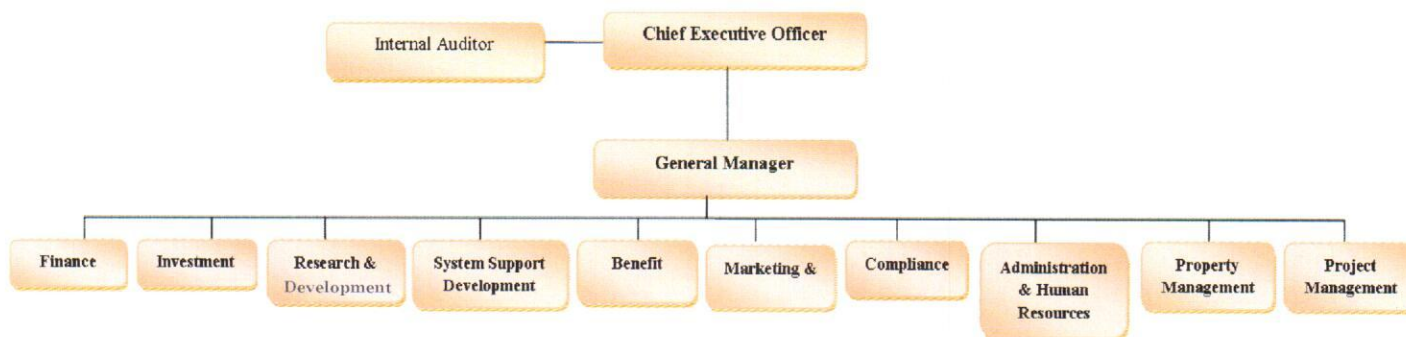 Internal Auditor
Chief Executive Officer
General Manager
Finance
Investment
Research &
Development
System Support
Development
Benefit
Marketing &
Compliance
Administration
& Human
Resources
Property
Management
Project
Management